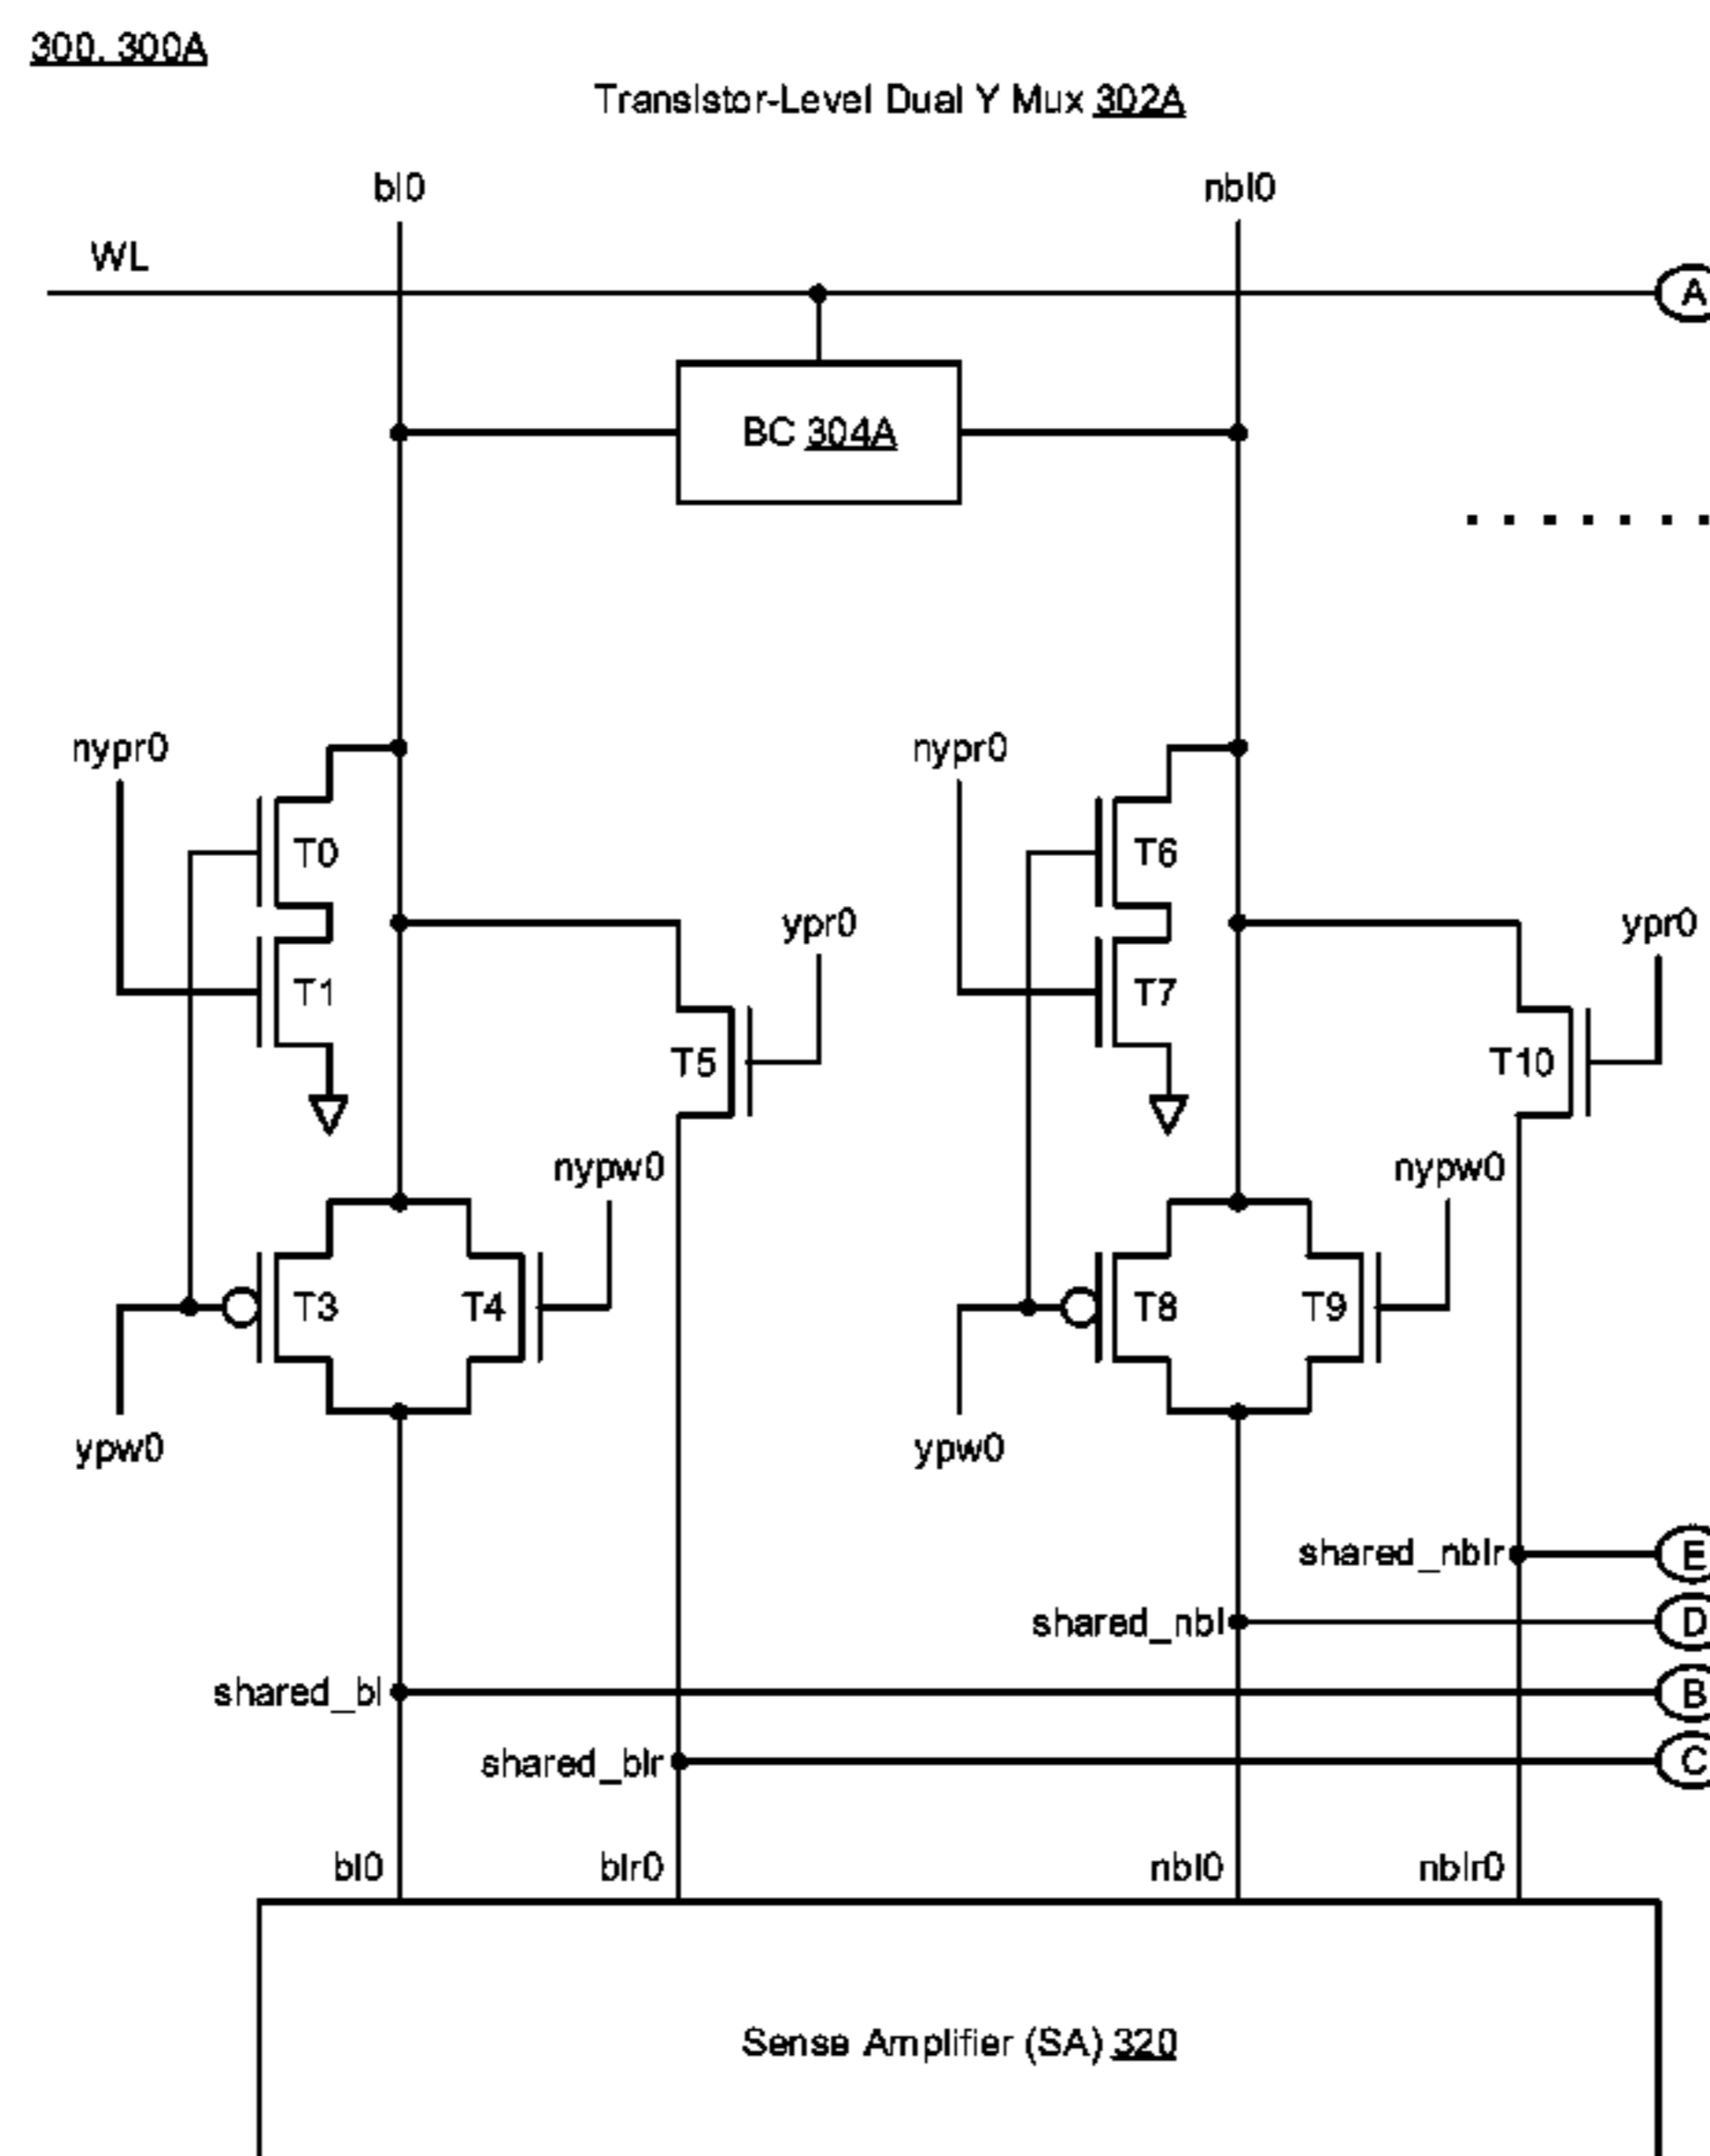 300, 300A
Transistor-Level Dual Y Mux 302A
bl0
nbl0
WL
A
BC 304A
nypr0
nypr0
T0
T6
ypr0
ypr0
T1
T7
T5
T10
nypw0
nypw0
T3
T4
T8
T9
ypw0
ypw0
shared_nblr
E
shared_nbl
D
shared_bl
B
shared_blr
C
bl0
blr0
nbl0
nblr0
Sense Amplifier (SA) 320